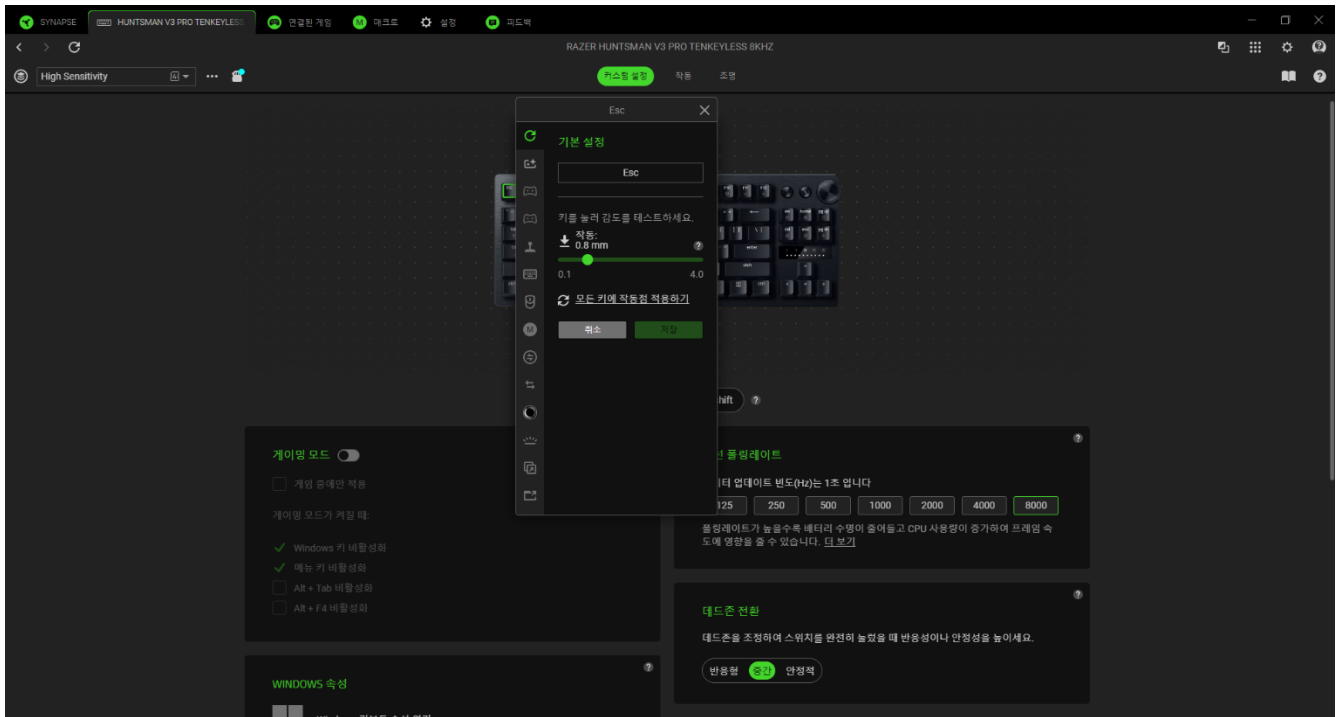 SYNAPSE
HUNTSMAN V3 PRO TENKEYLESS
연결된 게임
매크로
설정
피드백
RAZER HUNTSMAN V3 PRO TENKEYLESS 8KHZ
High Sensitivity
커스텀 설정
작동
조명
Esc
기본 설정
Esc
키를 눌러 감도를 테스트하세요.
작동:
0.8 mm
0.1
4.0
모든 키에 작동점 적용하기
취소
저장
hift
게이밍 모드
게임 중에만 적용
게이밍 모드가 켜질 때:
Windows 키 비활성화
메뉴 키 비활성화
Alt + Tab 비활성화
Alt + F4 비활성화
WINDOWS 속성
폴링레이트
업데이트 빈도(Hz)는 1초 입니다
125
250
500
1000
2000
4000
8000
폴링레이트가 높을수록 배터리 수명이 줄어들고 CPU 사용량이 증가하여 프레임 속
도에 영향을 줄 수 있습니다. 더 보기
데드존 전환
데드존을 조정하여 스위치를 완전히 눌렀을 때 반응성이나 안정성을 높이세요.
반응형
중간
안정적